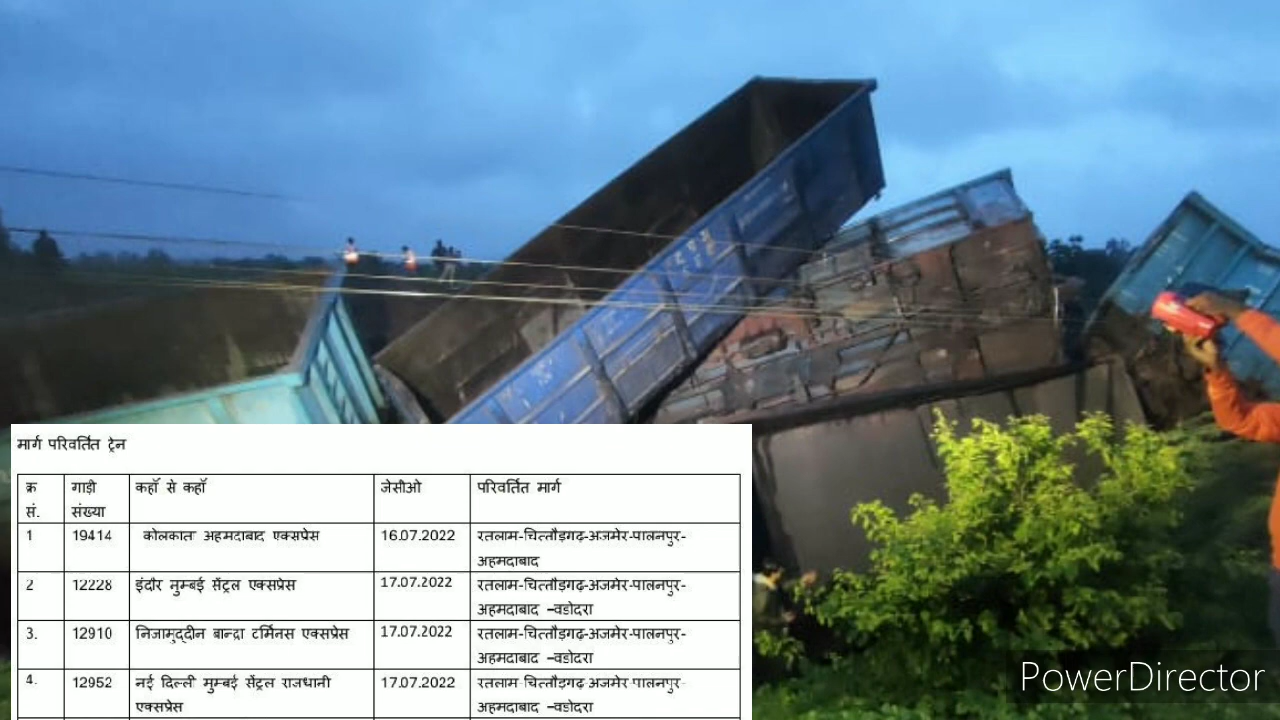 मार्ग परिवर्तित ट्रेन
क्र गाड़ी कहाँ से कहाँ जेसीओ परिवर्तित मार्ग
सं. संख्या
1 19414 कोलकाता अहमदाबाद एक्सप्रेस 16.07.2022 रतलाम-चित्तौड़गढ़-अजमेर-पालनपुर-
अहमदाबाद
2 12228 इंदौर मुम्बई सेंट्रल एक्सप्रेस 17.07.2022 रतलाम-चित्तौड़गढ़-अजमेर-पालनपुर-
अहमदाबाद –वडोदरा
3. 12910 निजामुद्दीन बान्द्रा टर्मिनस एक्सप्रेस 17.07.2022 रतलाम-चित्तौड़गढ़-अजमेर-पालनपुर-
अहमदाबाद –वडोदरा
4. 12952 नई दिल्ली मुम्बई सेंट्रल राजधानी 17.07.2022 रतलाम-चित्तौड़गढ़-अजमेर-पालनपुर-
एक्सप्रेस अहमदाबाद –वडोदरा
PowerDirector